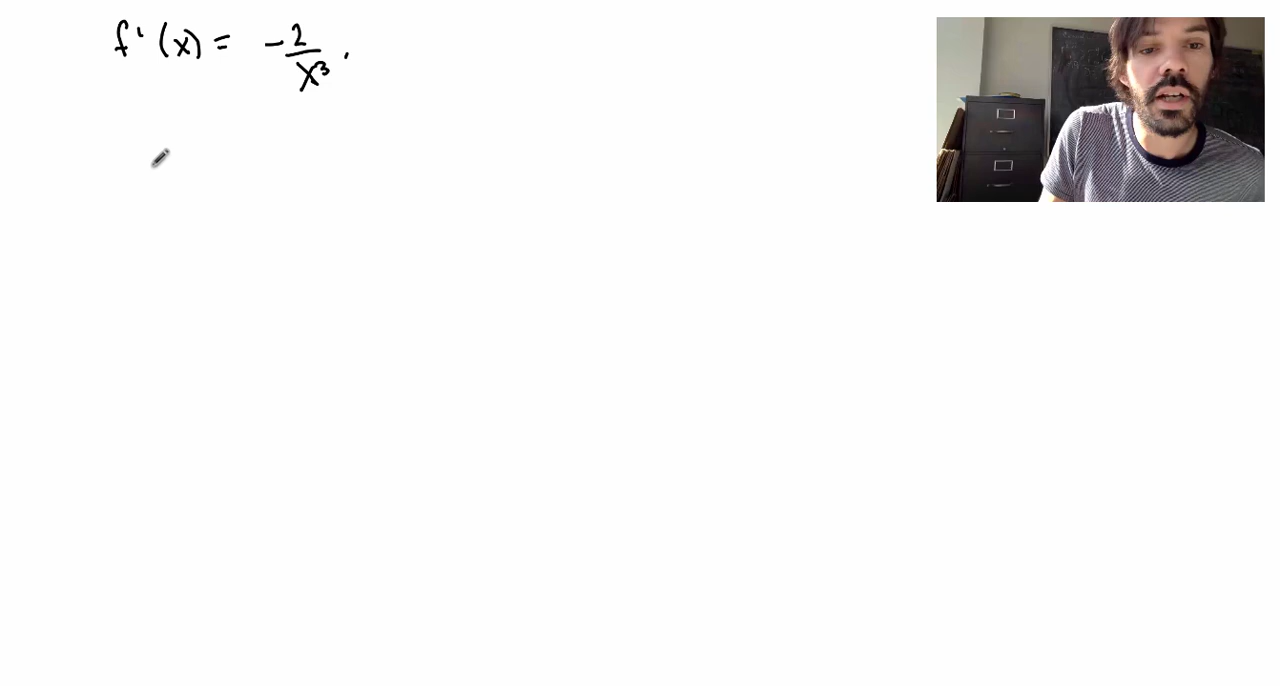 f'(x) = -2/x³.